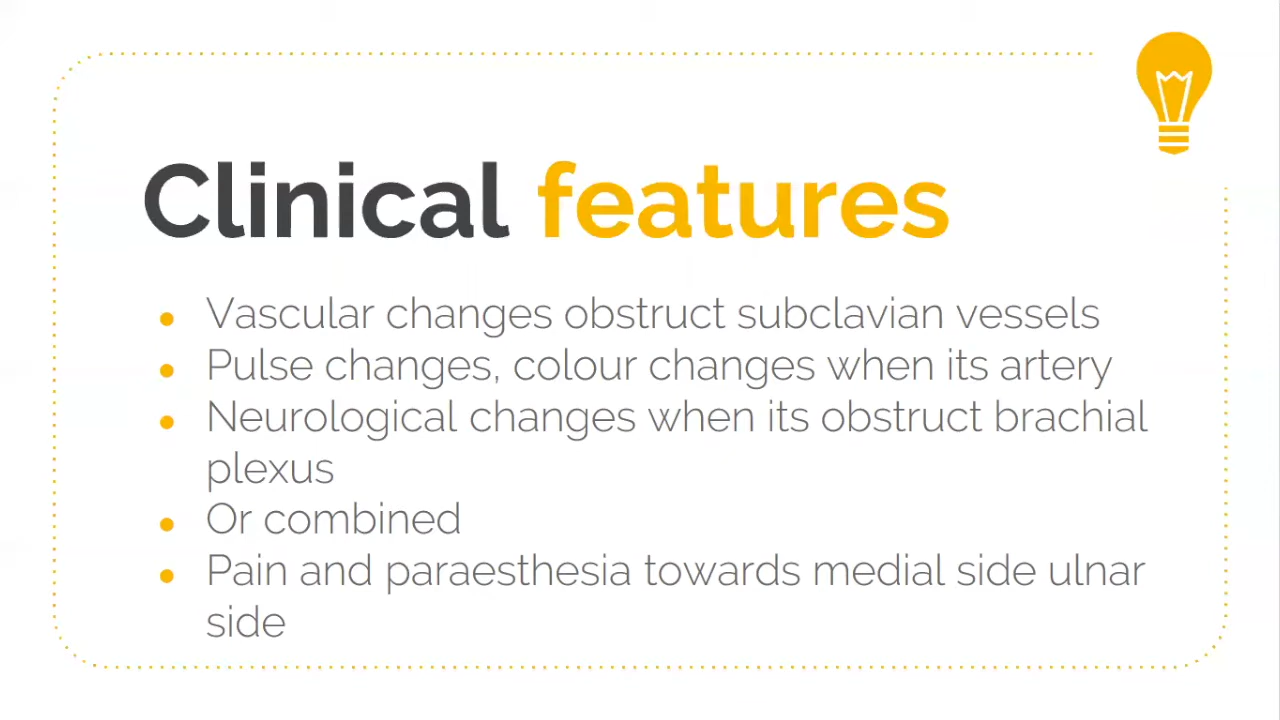 Clinical features
• Vascular changes obstruct subclavian vessels
• Pulse changes, colour changes when its artery
• Neurological changes when its obstruct brachial
plexus
• Or combined
• Pain and paraesthesia towards medial side ulnar
side